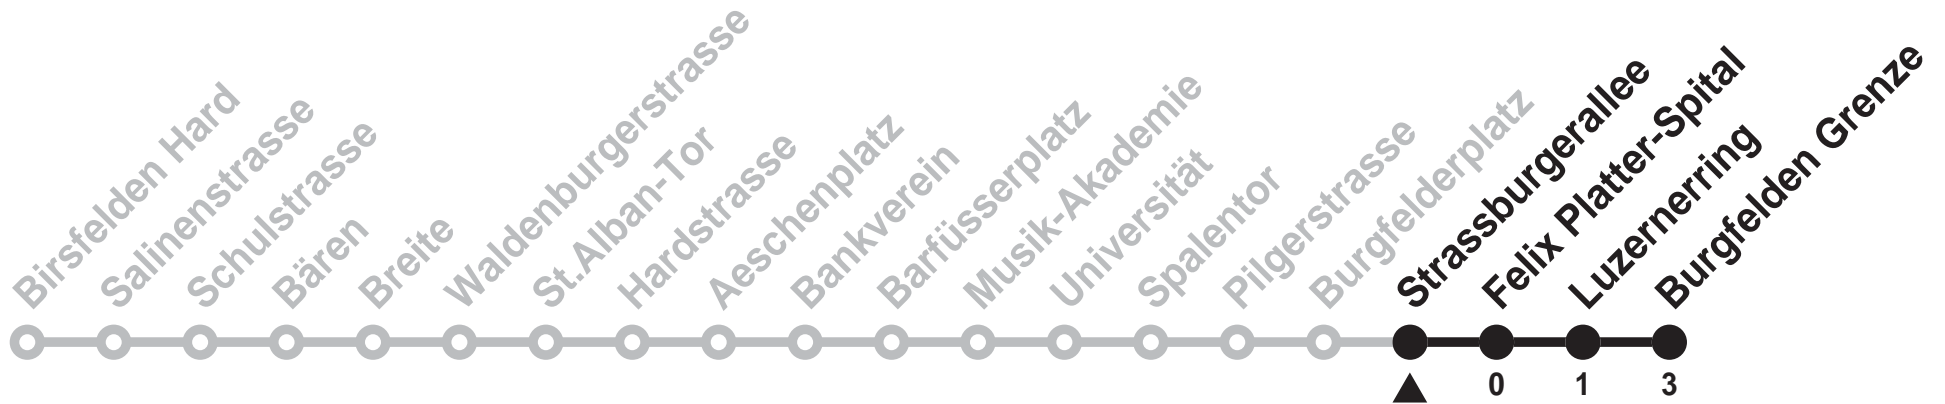 Birsfelden Hard
Salinenstrasse
Schulstrasse
Bären
Breite
Waldenburgerstrasse
St.Alban-Tor
Hardstrasse
Aeschenplatz
Bankverein
Barfüsserplatz
Musik-Akademie
Universität
Spalentor
Pilgerstrasse
Burgfelderplatz
Strassburgerallee
Felix Platter-Spital
Luzernerring
Burgfelden Grenze
0
1
3